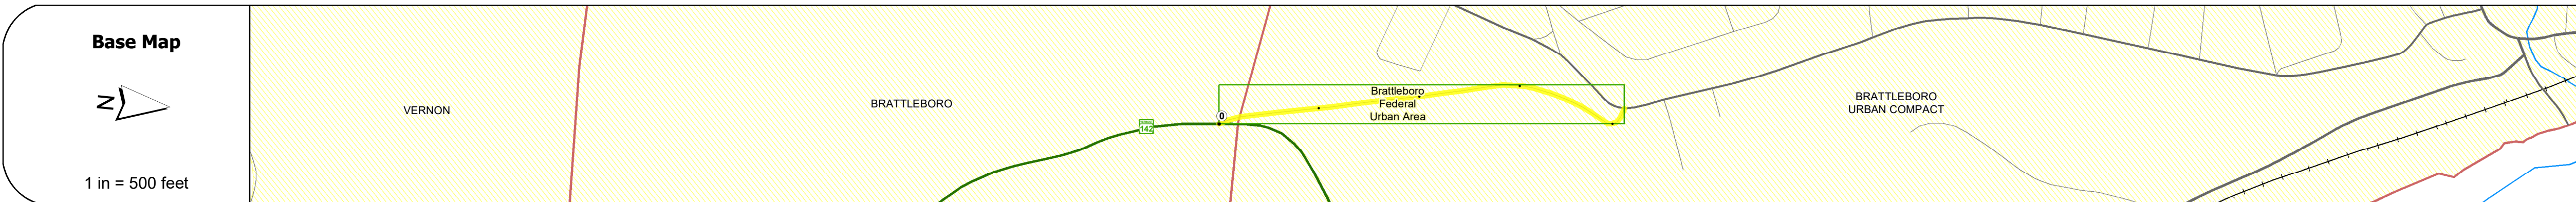 Base Map
N
1 in = 500 feet
VERNON
BRATTLEBORO
142
0
Brattleboro
Federal
Urban Area
BRATTLEBORO
URBAN COMPACT